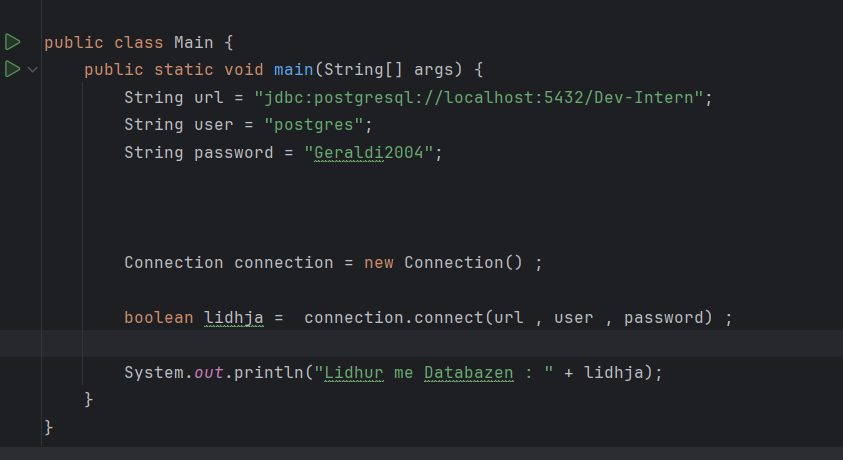 public class Main {
public static void main(String[] args) {
String url = "jdbc:postgresql://localhost:5432/Dev-Intern";
String user = "postgres";
String password = "Geraldi2004";
Connection connection = new Connection() ;
boolean lidhja =  connection.connect(url , user , password) ;
System.out.println("Lidhur me Databazen : " + lidhja);
}
}